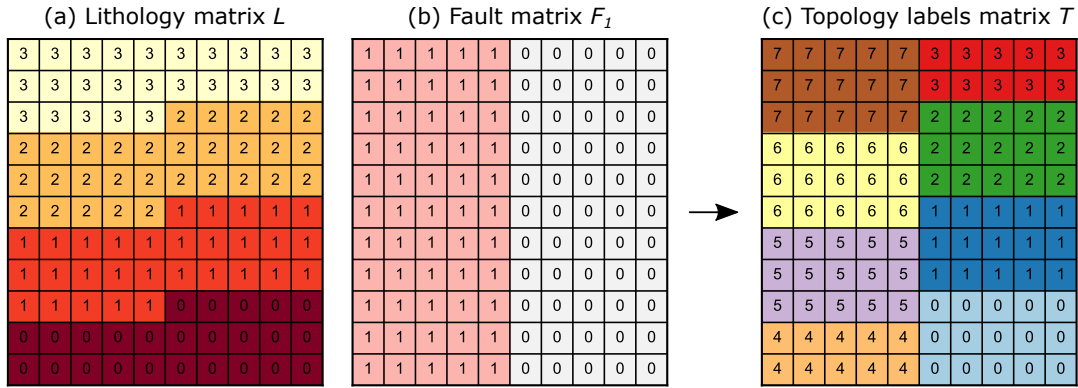 (a) Lithology matrix L (b) Fault matrix F1 (c) Topology labels matrix T
3 3 3 3 3 3 3 3 3 3 1 1 1 1 1 0 0 0 0 0 7 7 7 7 7 3 3 3 3 3
3 3 3 3 3 3 3 3 3 3 1 1 1 1 1 0 0 0 0 0 7 7 7 7 7 3 3 3 3 3
3 3 3 3 3 2 2 2 2 2 1 1 1 1 1 0 0 0 0 0 7 7 7 7 7 2 2 2 2 2
2 2 2 2 2 2 2 2 2 2 1 1 1 1 1 0 0 0 0 0 6 6 6 6 6 2 2 2 2 2
2 2 2 2 2 2 2 2 2 2 1 1 1 1 1 0 0 0 0 0 6 6 6 6 6 2 2 2 2 2
2 2 2 2 2 1 1 1 1 1 1 1 1 1 1 0 0 0 0 0 6 6 6 6 6 1 1 1 1 1
1 1 1 1 1 1 1 1 1 1 1 1 1 1 1 0 0 0 0 0 5 5 5 5 5 1 1 1 1 1
1 1 1 1 1 1 1 1 1 1 1 1 1 1 1 0 0 0 0 0 5 5 5 5 5 1 1 1 1 1
1 1 1 1 1 0 0 0 0 0 1 1 1 1 1 0 0 0 0 0 5 5 5 5 5 0 0 0 0 0
0 0 0 0 0 0 0 0 0 0 1 1 1 1 1 0 0 0 0 0 4 4 4 4 4 0 0 0 0 0
0 0 0 0 0 0 0 0 0 0 1 1 1 1 1 0 0 0 0 0 4 4 4 4 4 0 0 0 0 0